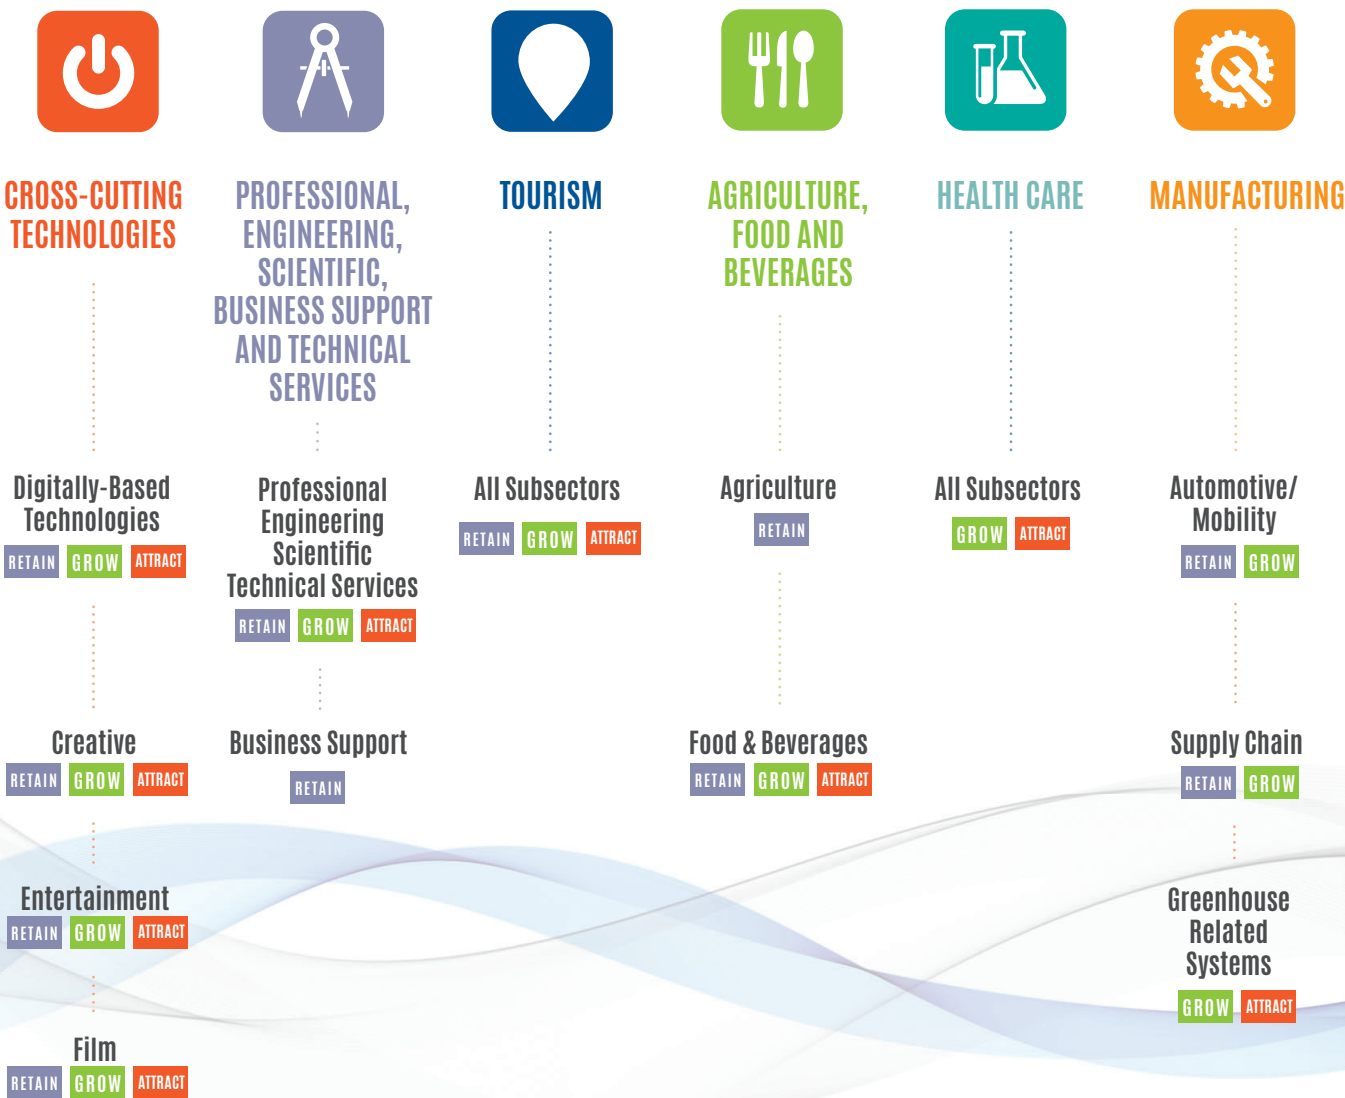 CROSS-CUTTING
TECHNOLOGIES
Digitally-Based
Technologies
RETAIN GROW ATTRACT
Creative
RETAIN GROW ATTRACT
Entertainment
RETAIN GROW ATTRACT
Film
RETAIN GROW ATTRACT
PROFESSIONAL,
ENGINEERING,
SCIENTIFIC,
BUSINESS SUPPORT
AND TECHNICAL
SERVICES
Professional
Engineering
Scientific
Technical Services
RETAIN GROW ATTRACT
Business Support
RETAIN
TOURISM
All Subsectors
RETAIN GROW ATTRACT
AGRICULTURE,
FOOD AND
BEVERAGES
Agriculture
RETAIN
Food & Beverages
RETAIN GROW ATTRACT
HEALTH CARE
All Subsectors
GROW ATTRACT
MANUFACTURING
Automotive/
Mobility
RETAIN GROW
Supply Chain
RETAIN GROW
Greenhouse
Related
Systems
GROW ATTRACT